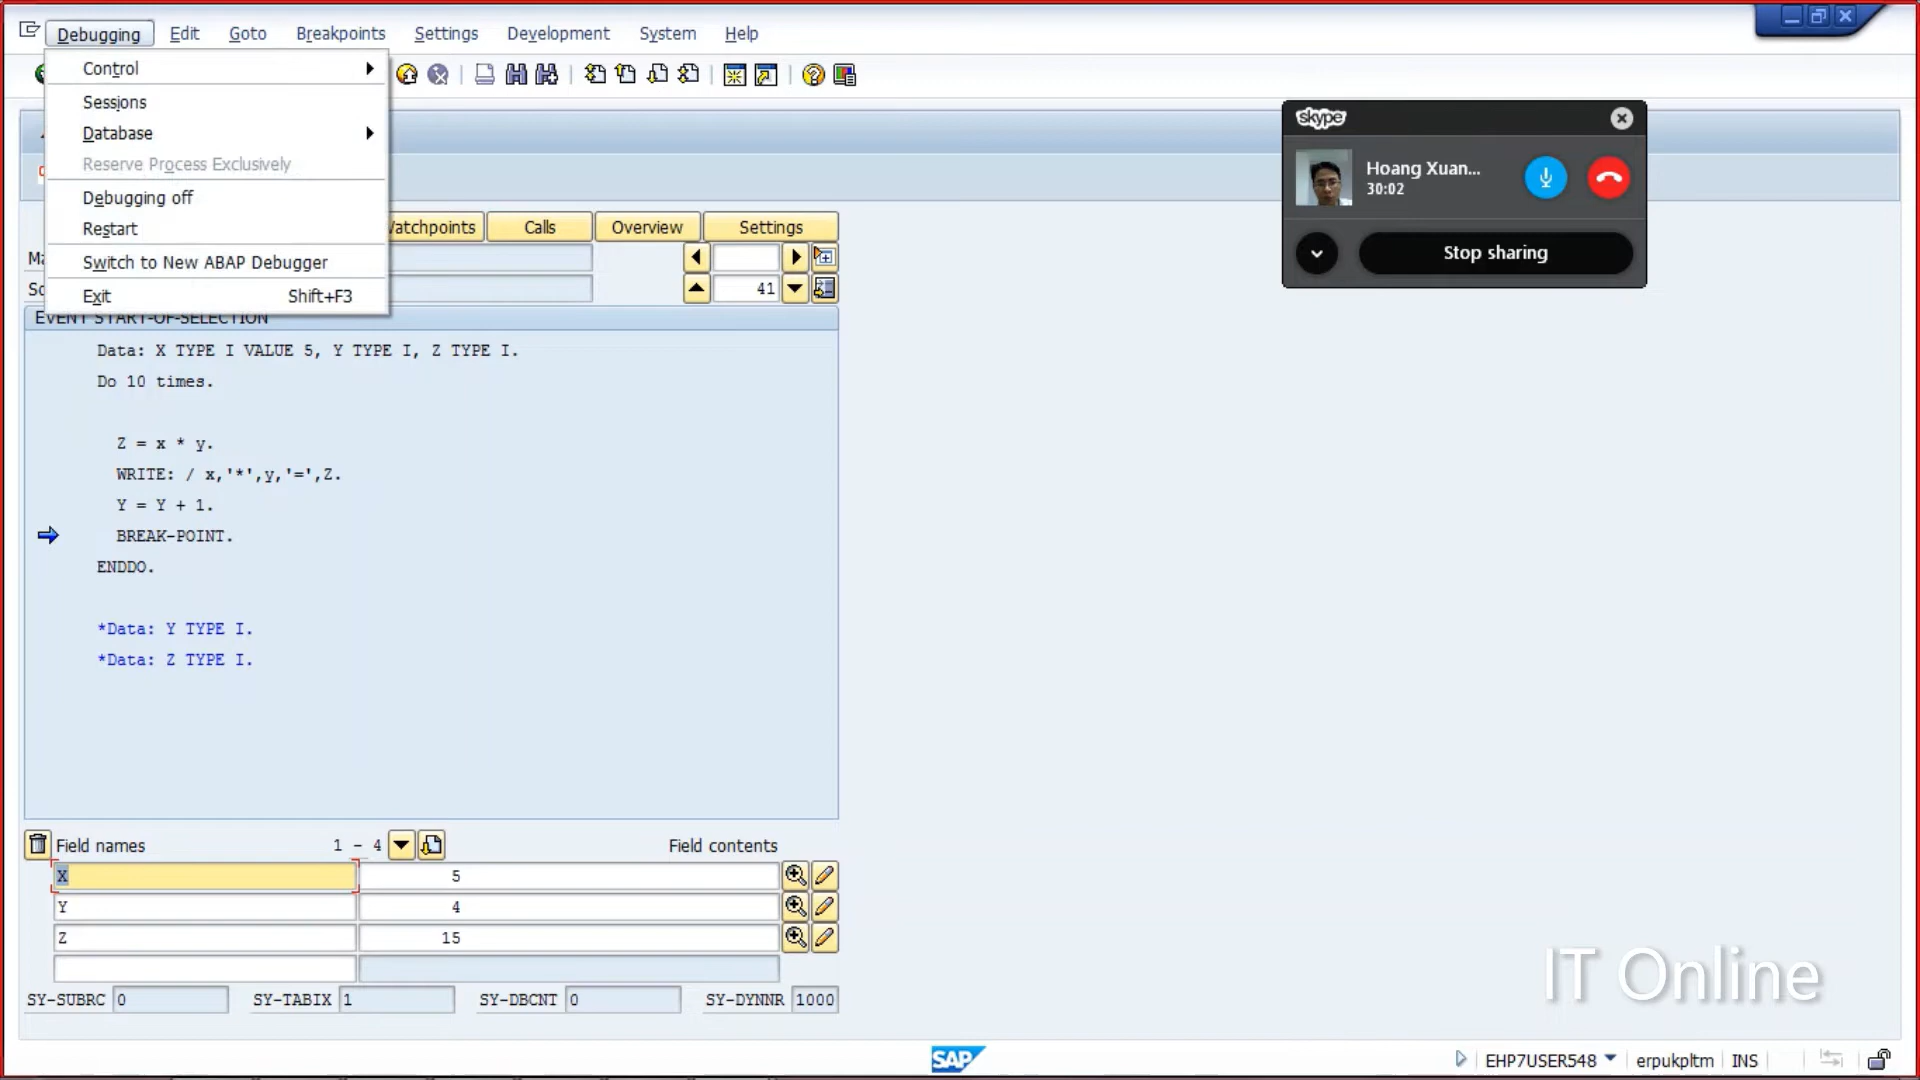 Debugging Edit Goto Breakpoints Settings Development System Help
Control
Sessions
Database
Reserve Process Exclusively
Debugging off
Restart
Switch to New ABAP Debugger
Exit Shift+F3
skype
Hoang Xuan...
30:02
Stop sharing
Calls Overview Settings
41
EVENT START-OF-SELECTION
Data: X TYPE I VALUE 5, Y TYPE I, Z TYPE I.
Do 10 times.
Z = x * y.
WRITE: / x,'*',y,'=',Z.
Y = Y + 1.
BREAK-POINT.
ENDDO.
*Data: Y TYPE I.
*Data: Z TYPE I.
Field names 1 - 4 Field contents
X 5
Y 4
Z 15
SY-SUBRC 0 SY-TABIX 1 SY-DBCNT 0 SY-DYNNR 1000
IT Online
SAP
EHP7USER548 erpukpltm INS